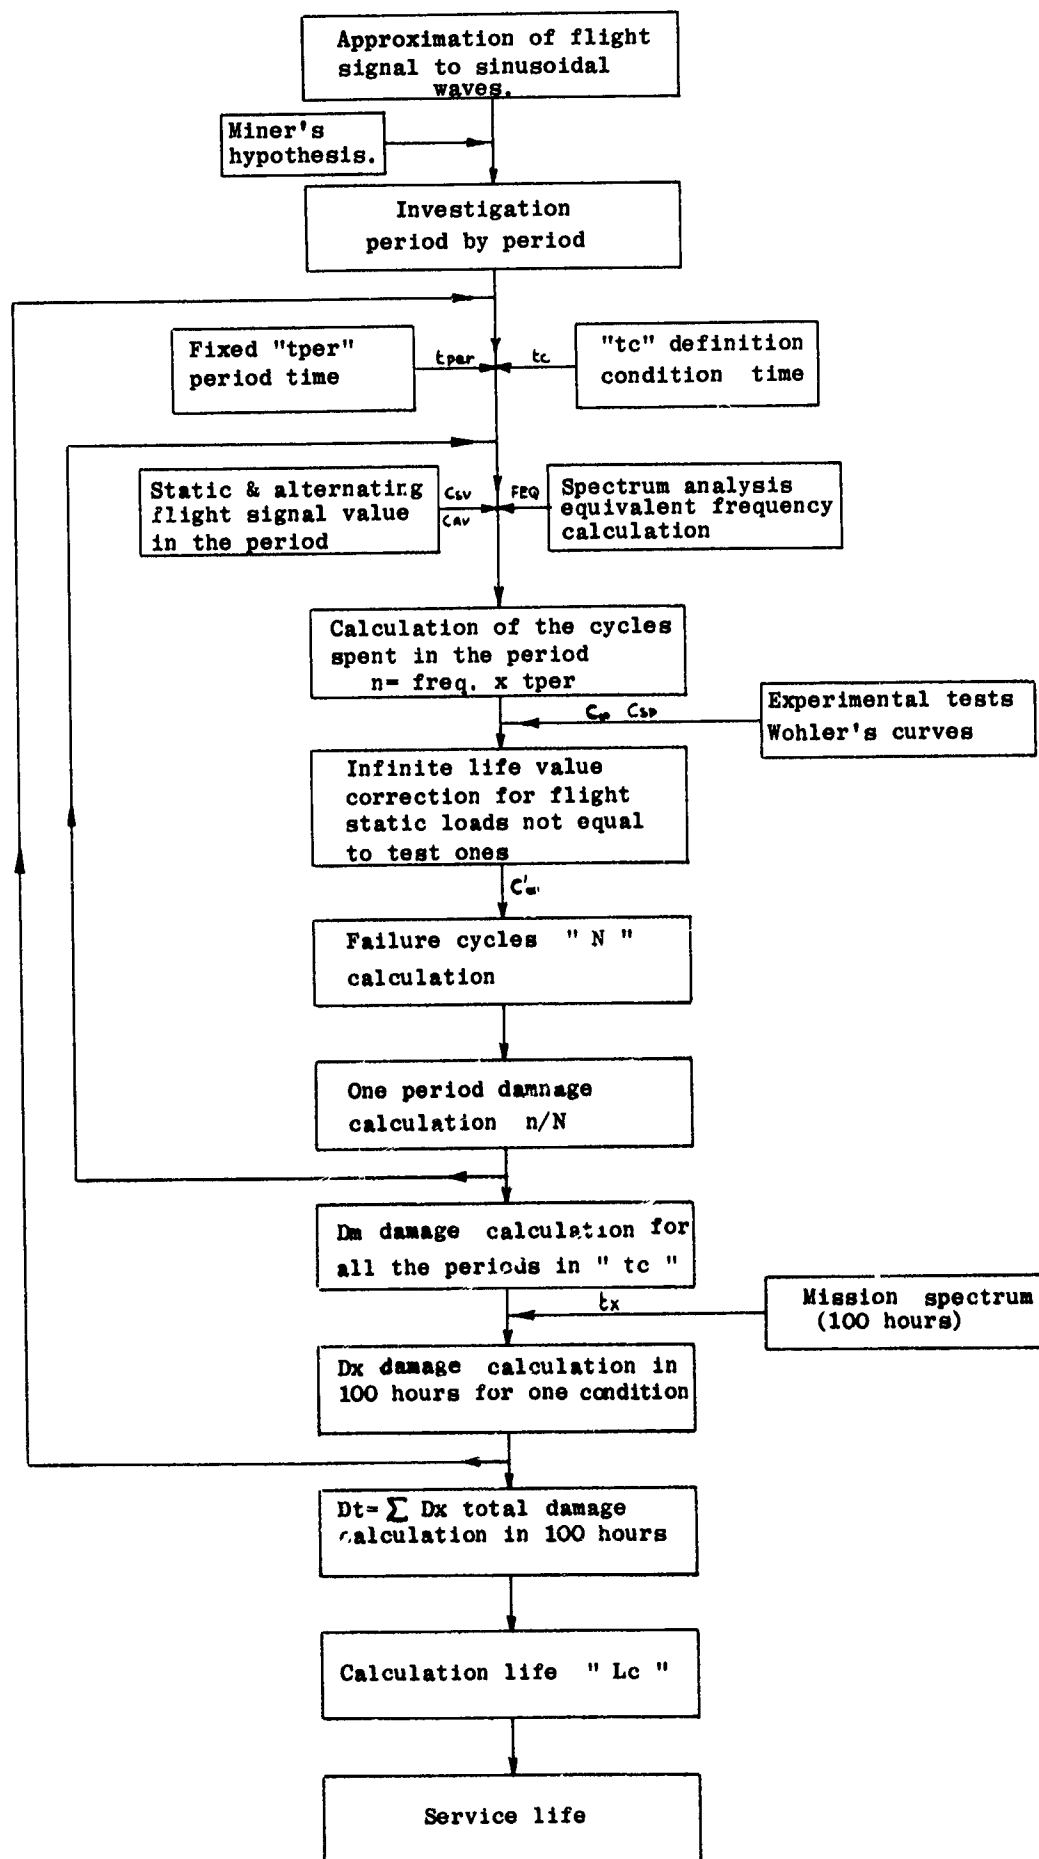 Approximation of flight
signal to sinusoidal
waves.
Miner's
hypothesis.
Investigation
period by period
Fixed "tper"
period time
tper
tc
"tc" definition
condition time
Static & alternating
flight signal value
in the period
Csv
CAV
FEQ
Spectrum analysis
equivalent frequency
calculation
Calculation of the cycles
spent in the period
n= freq. x tper
Csp
Experimental tests
Wohler's curves
Infinite life value
correction for flight
static loads not equal
to test ones
Failure cycles " N "
calculation
One period damnage
calculation n/N
Dm damage calculation for
all the periods in " tc "
tx
Mission spectrum
(100 hours)
Dx damage calculation in
100 hours for one condition
Dt= Σ Dx total damage
calculation in 100 hours
Calculation life " Lc "
Service life